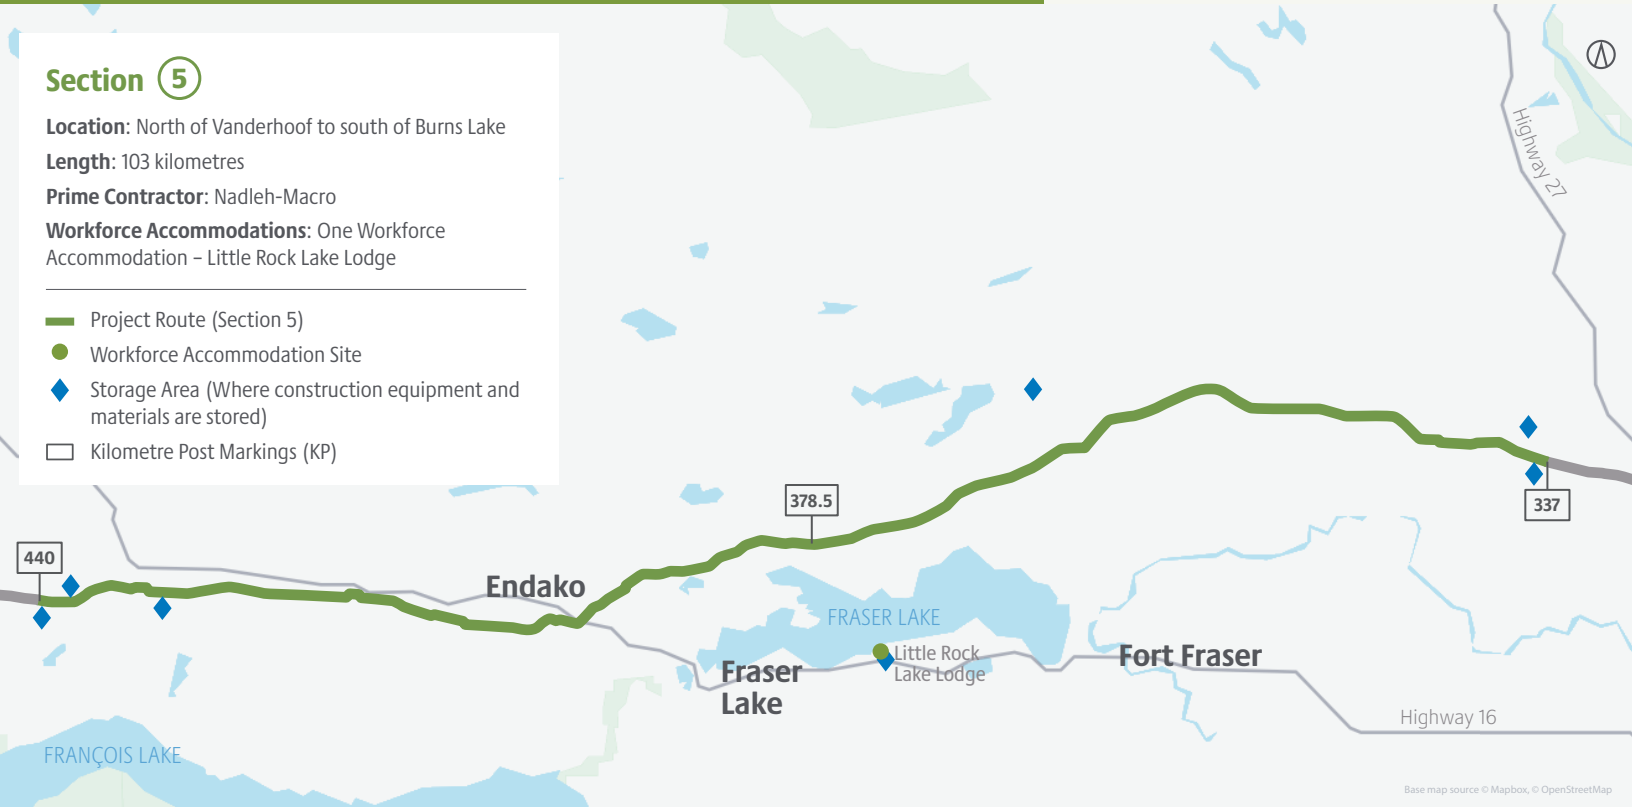 Section 5
Location: North of Vanderhoof to south of Burns Lake
Length: 103 kilometres
Prime Contractor: Nadleh-Macro
Workforce Accommodations: One Workforce
Accommodation – Little Rock Lake Lodge
Project Route (Section 5)
Workforce Accommodation Site
Storage Area (Where construction equipment and
materials are stored)
Kilometre Post Markings (KP)
Highway 27
378.5
337
440
Endako
FRASER LAKE
Little Rock
Lake Lodge
Fraser
Lake
Fort Fraser
Highway 16
FRANÇOIS LAKE
Base map source © Mapbox, © OpenStreetMap